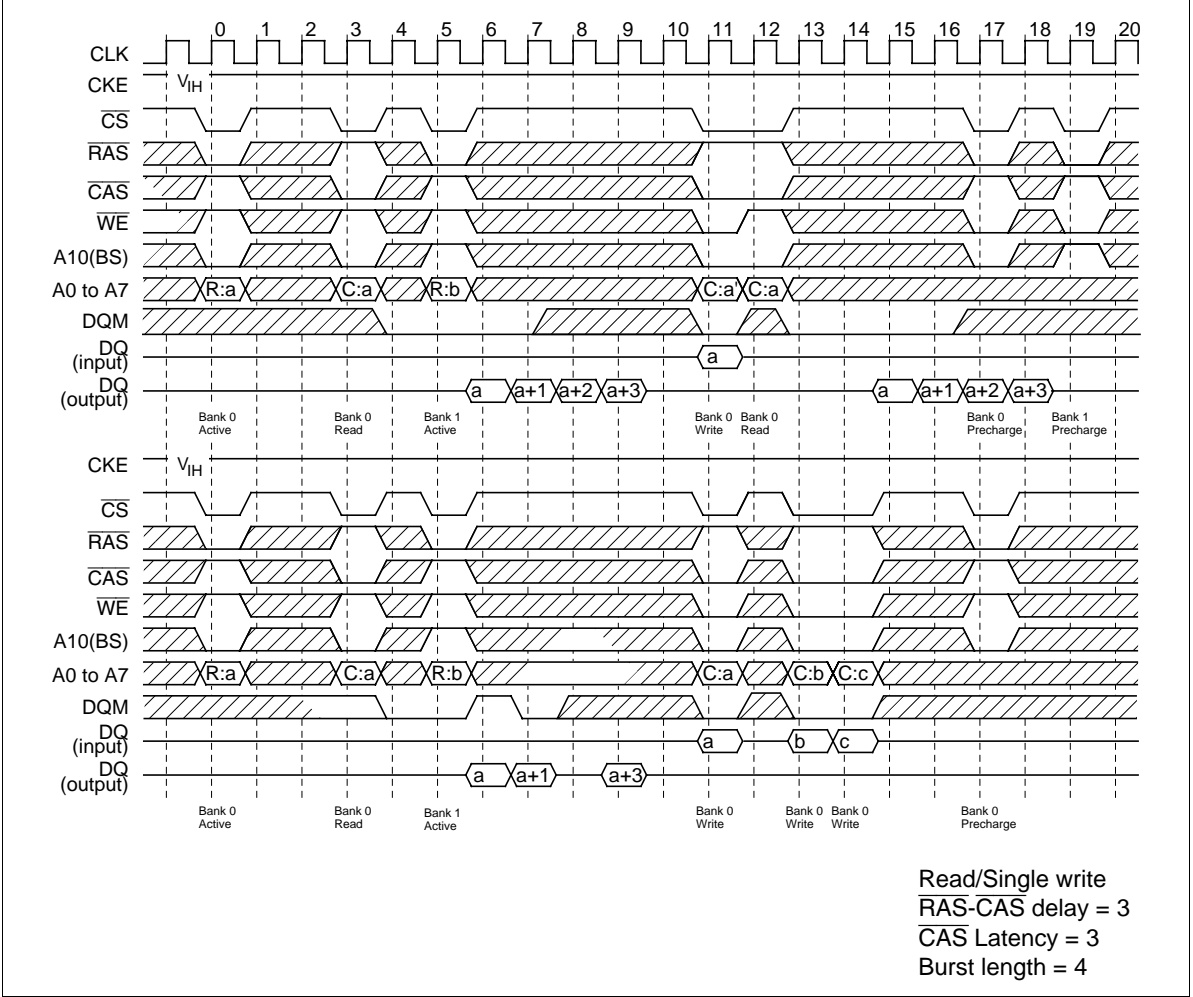 0 1 2 3 4 5 6 7 8 9 10 11 12 13 14 15 16 17 18 19 20
CLK
CKE VIH
CS
RAS
CAS
WE
A10(BS)
A0 to A7 R:a C:a R:b C:a' C:a
DQM
DQ
(input) a
DQ
(output) a a+1 a+2 a+3 a a+1 a+2 a+3
Bank 0 Bank 0 Bank 1 Bank 0 Bank 0 Bank 0 Bank 1
Active Read Active Write Read Precharge Precharge
CKE VIH
CS
RAS
CAS
WE
A10(BS)
A0 to A7 R:a C:a R:b C:a C:b C:c
DQM
DQ
(input) a b c
DQ
(output) a a+1 a+3
Bank 0 Bank 0 Bank 1 Bank 0 Bank 0 Bank 0 Bank 0
Active Read Active Write Write Write Precharge
Read/Single write
RAS-CAS delay = 3
CAS Latency = 3
Burst length = 4